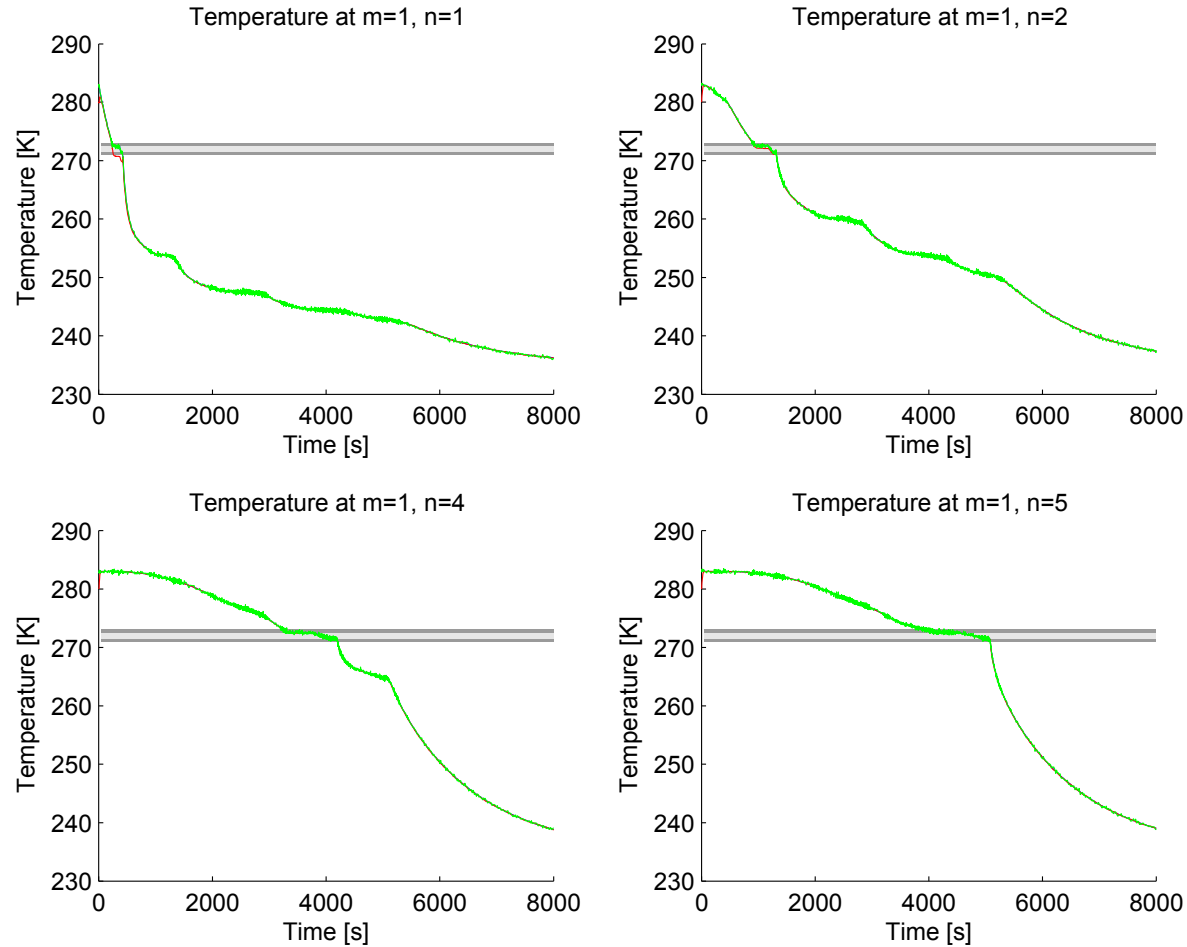 Temperature at m=1, n=1
290
280
270
260
250
240
230
Temperature [K]
0 2000 4000 6000 8000
Time [s]
Temperature at m=1, n=2
290
280
270
260
250
240
230
Temperature [K]
0 2000 4000 6000 8000
Time [s]
Temperature at m=1, n=4
290
280
270
260
250
240
230
Temperature [K]
0 2000 4000 6000 8000
Time [s]
Temperature at m=1, n=5
290
280
270
260
250
240
230
Temperature [K]
0 2000 4000 6000 8000
Time [s]